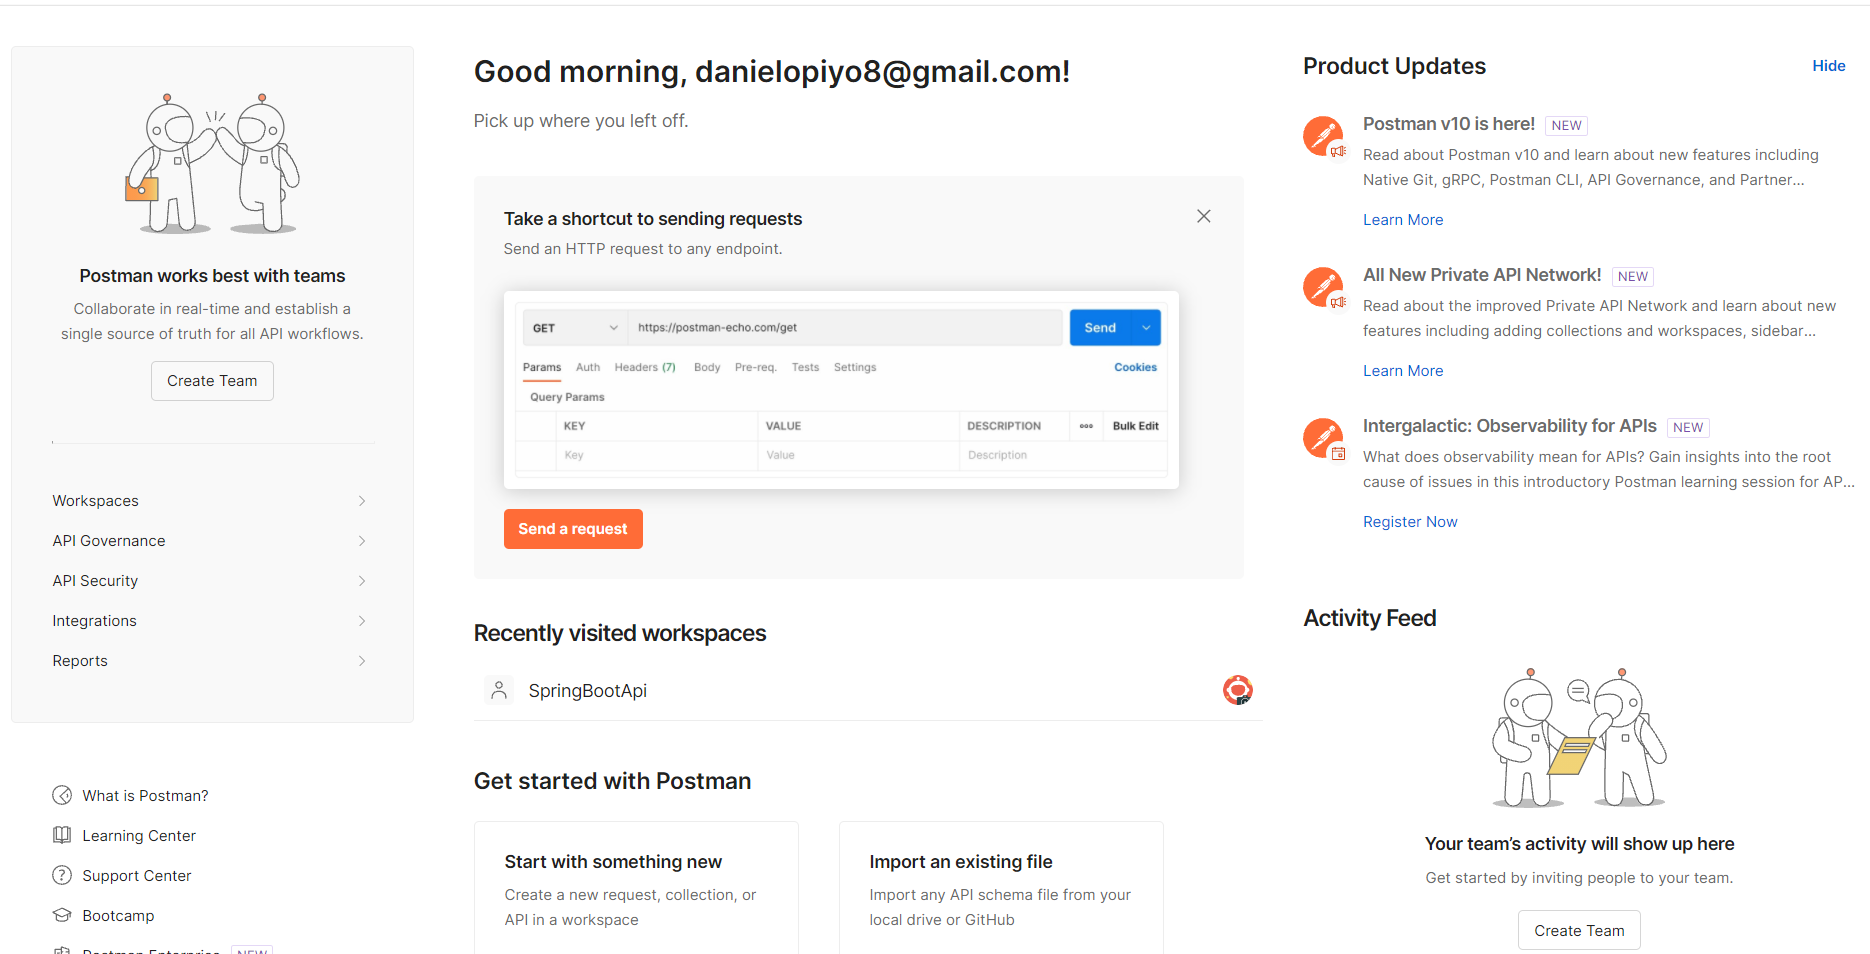 Postman works best with teams
Collaborate in real-time and establish a
single source of truth for all API workflows.
Create Team
Workspaces
API Governance
API Security
Integrations
Reports
What is Postman?
Learning Center
Support Center
Bootcamp
Postman Enterprise NEW
Good morning, danielopiyo8@gmail.com!
Pick up where you left off.
Take a shortcut to sending requests
Send an HTTP request to any endpoint.
GET https://postman-echo.com/get Send
Params Auth Headers (7) Body Pre-req. Tests Settings Cookies
Query Params
KEY VALUE DESCRIPTION Bulk Edit
Key Value Description
Send a request
Recently visited workspaces
SpringBootApi
Get started with Postman
Start with something new
Create a new request, collection, or
API in a workspace
Import an existing file
Import any API schema file from your
local drive or GitHub
Product Updates Hide
Postman v10 is here! NEW
Read about Postman v10 and learn about new features including
Native Git, gRPC, Postman CLI, API Governance, and Partner...
Learn More
All New Private API Network! NEW
Read about the improved Private API Network and learn about new
features including adding collections and workspaces, sidebar...
Learn More
Intergalactic: Observability for APIs NEW
What does observability mean for APIs? Gain insights into the root
cause of issues in this introductory Postman learning session for AP...
Register Now
Activity Feed
Your team’s activity will show up here
Get started by inviting people to your team.
Create Team